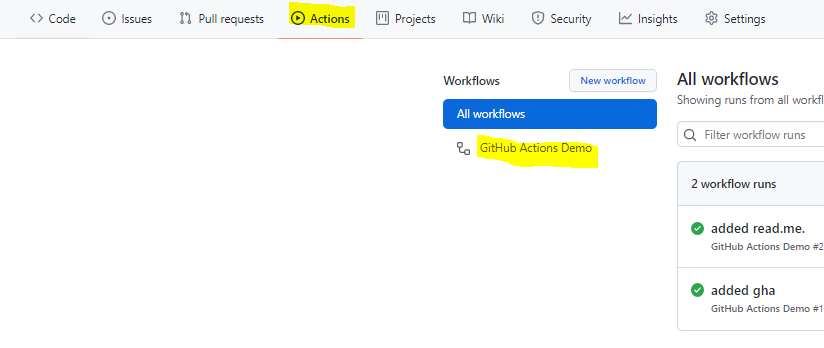 Code Issues Pull requests Actions Projects Wiki Security Insights Settings
Workflows New workflow
All workflows
GitHub Actions Demo
All workflows
Showing runs from all workfl
Filter workflow runs
2 workflow runs
added read.me.
GitHub Actions Demo #2
added gha
GitHub Actions Demo #1